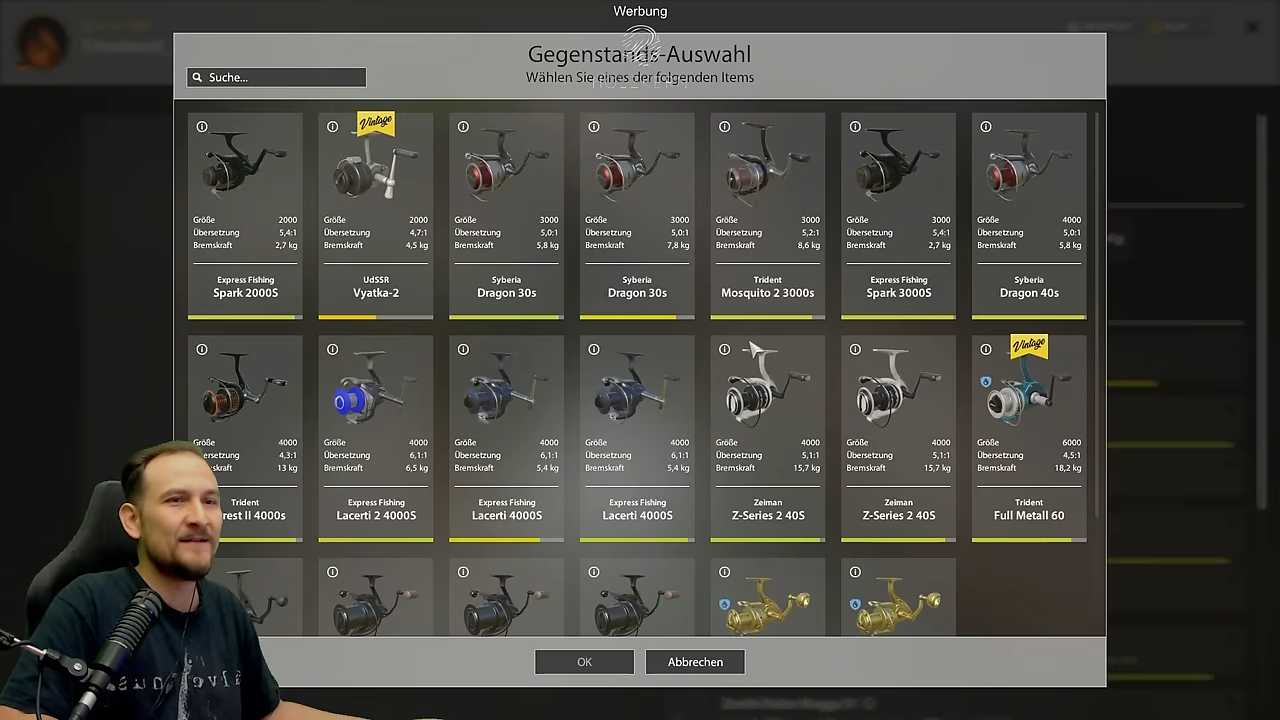 Werbung
Gegenstands-Auswahl
Suche...
Wählen Sie eines der folgenden Items
Vintage
Größe 2000
Übersetzung 5,4:1
Bremskraft 2,7 kg
Express Fishing
Spark 2000S
Größe 2000
Übersetzung 4,7:1
Bremskraft 4,5 kg
UdSSR
Vyatka-2
Größe 3000
Übersetzung 5,0:1
Bremskraft 5,8 kg
Syberia
Dragon 30s
Größe 3000
Übersetzung 5,0:1
Bremskraft 7,8 kg
Syberia
Dragon 30s
Größe 3000
Übersetzung 5,2:1
Bremskraft 8,6 kg
Trident
Mosquito 2 3000s
Größe 3000
Übersetzung 5,4:1
Bremskraft 2,7 kg
Express Fishing
Spark 3000S
Größe 4000
Übersetzung 5,0:1
Bremskraft 5,8 kg
Syberia
Dragon 40s
Größe 4000
Übersetzung 4,3:1
skraft 13 kg
Trident
rest II 4000s
Größe 4000
Übersetzung 6,1:1
Bremskraft 6,5 kg
Express Fishing
Lacerti 2 4000S
Größe 4000
Übersetzung 6,1:1
Bremskraft 5,4 kg
Express Fishing
Lacerti 4000S
Größe 4000
Übersetzung 6,1:1
Bremskraft 5,4 kg
Express Fishing
Lacerti 4000S
Größe 4000
Übersetzung 5,1:1
Bremskraft 15,7 kg
Zeiman
Z-Series 2 40S
Größe 4000
Übersetzung 5,1:1
Bremskraft 15,7 kg
Zeiman
Z-Series 2 40S
Vintage
Größe 6000
Übersetzung 4,5:1
Bremskraft 18,2 kg
Trident
Full Metall 60
OK
Abbrechen